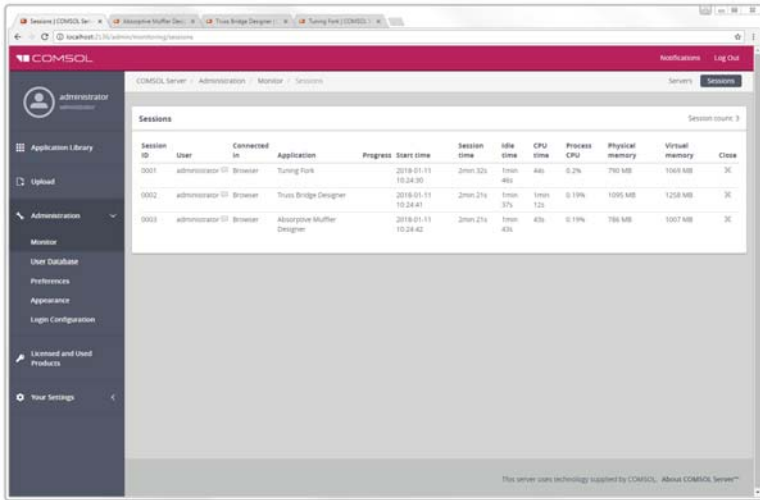 Sessions | COMSOL Ser
Absorptive Muffler Desi
Truss Bridge Designer |
Tuning Fork | COMSOL
localhost:2036/admin/monitoring/sessions
COMSOL
Notifications
Log Out
administrator
administrator
COMSOL Server / Administration / Monitor / Sessions
Servers
Sessions
Application Library
Upload
Administration
Monitor
User Database
Preferences
Appearance
Login Configuration
Licensed and Used Products
Your Settings
Sessions
Session count: 3
Session ID User Connected in Application Progress Start time Session time Idle time CPU time Process CPU Physical memory Virtual memory Close
0001 administrator Browser Tuning Fork 2018-01-11 10:24:30 2min 32s 1min 46s 44s 0.2% 790 MB 1069 MB
0002 administrator Browser Truss Bridge Designer 2018-01-11 10:24:41 2min 21s 1min 37s 1min 12s 0.19% 1095 MB 1258 MB
0003 administrator Browser Absorptive Muffler Designer 2018-01-11 10:24:42 2min 21s 1min 43s 43s 0.19% 786 MB 1007 MB
This server uses technology supplied by COMSOL. About COMSOL Server™